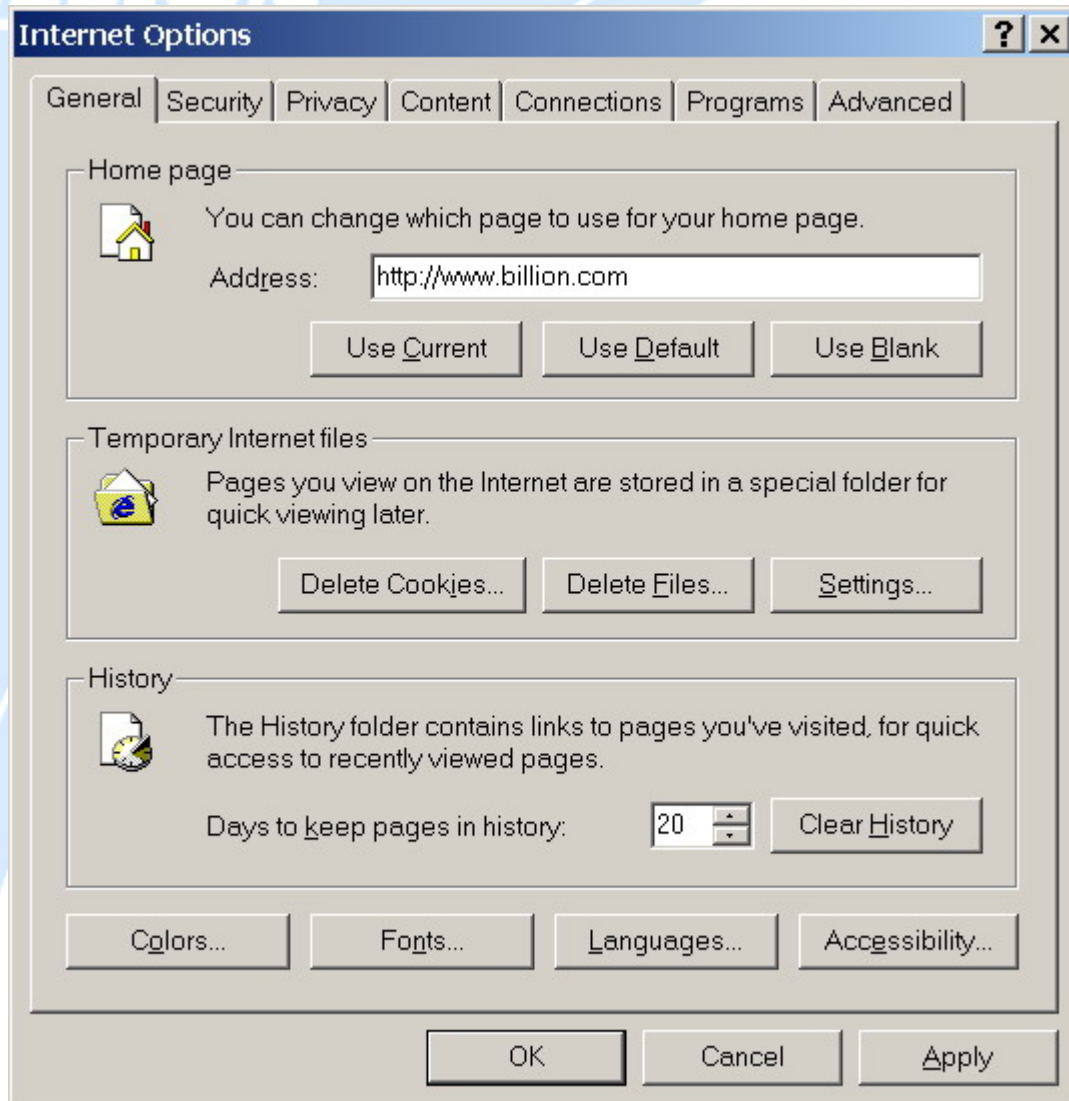 Internet Options
General Security Privacy Content Connections Programs Advanced
Home page
You can change which page to use for your home page.
Address: http://www.billion.com
Use Current Use Default Use Blank
Temporary Internet files
Pages you view on the Internet are stored in a special folder for
quick viewing later.
Delete Cookies... Delete Files... Settings...
History
The History folder contains links to pages you've visited, for quick
access to recently viewed pages.
Days to keep pages in history: 20 Clear History
Colors... Fonts... Languages... Accessibility...
OK Cancel Apply